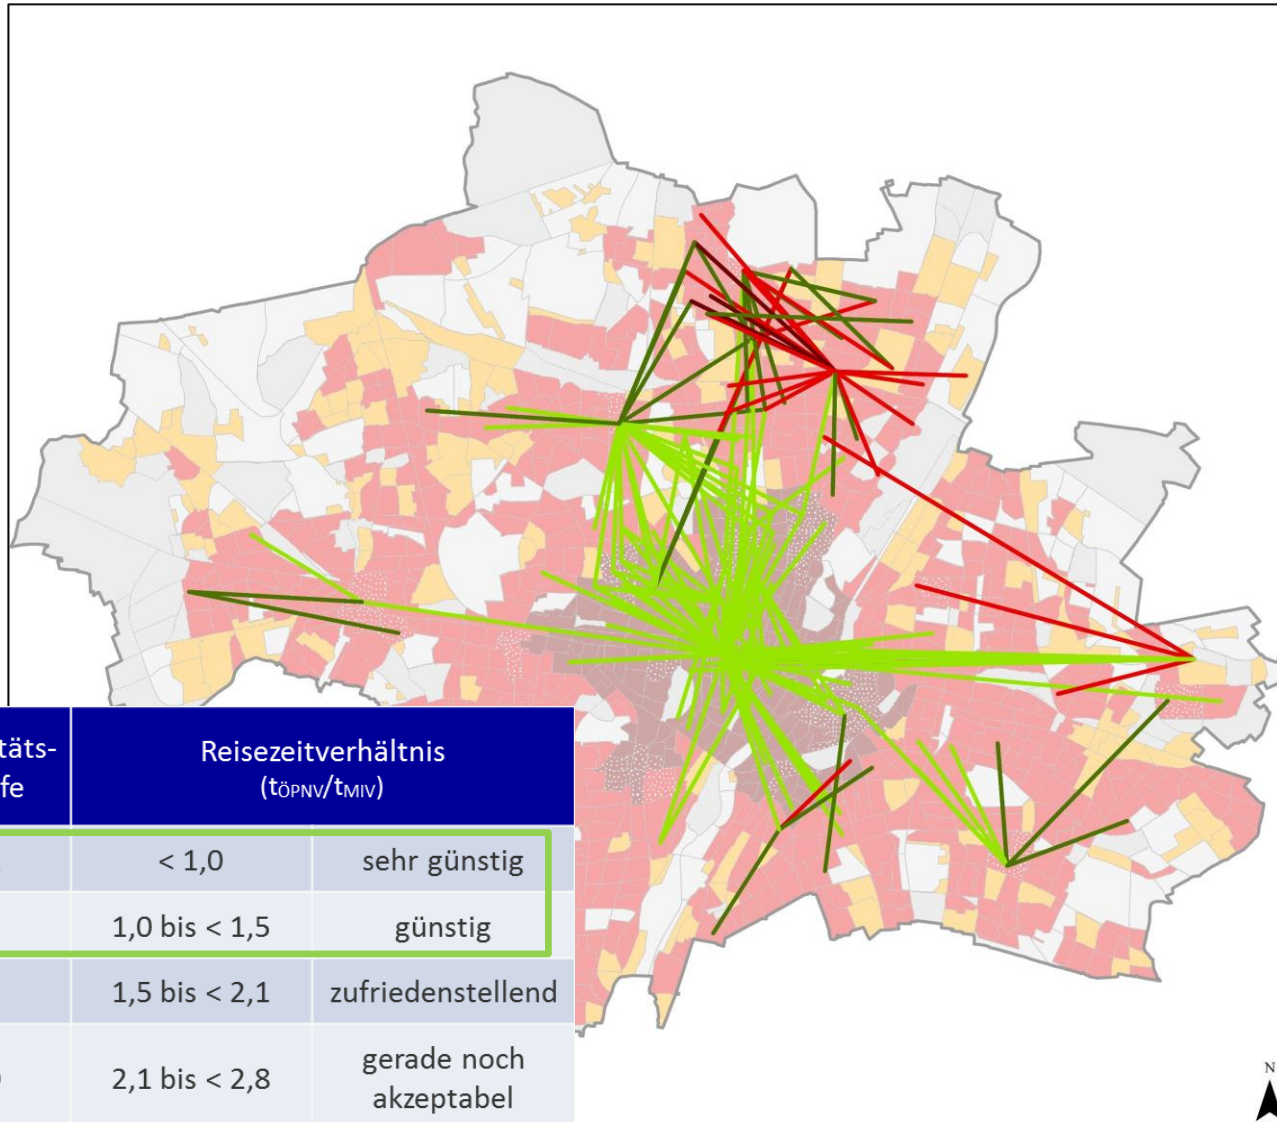 täts-
fe
Reisezeitverhältnis
(tÖPNV/tMIV)
< 1,0
sehr günstig
1,0 bis < 1,5
günstig
1,5 bis < 2,1
zufriedenstellend
2,1 bis < 2,8
gerade noch
akzeptabel
N